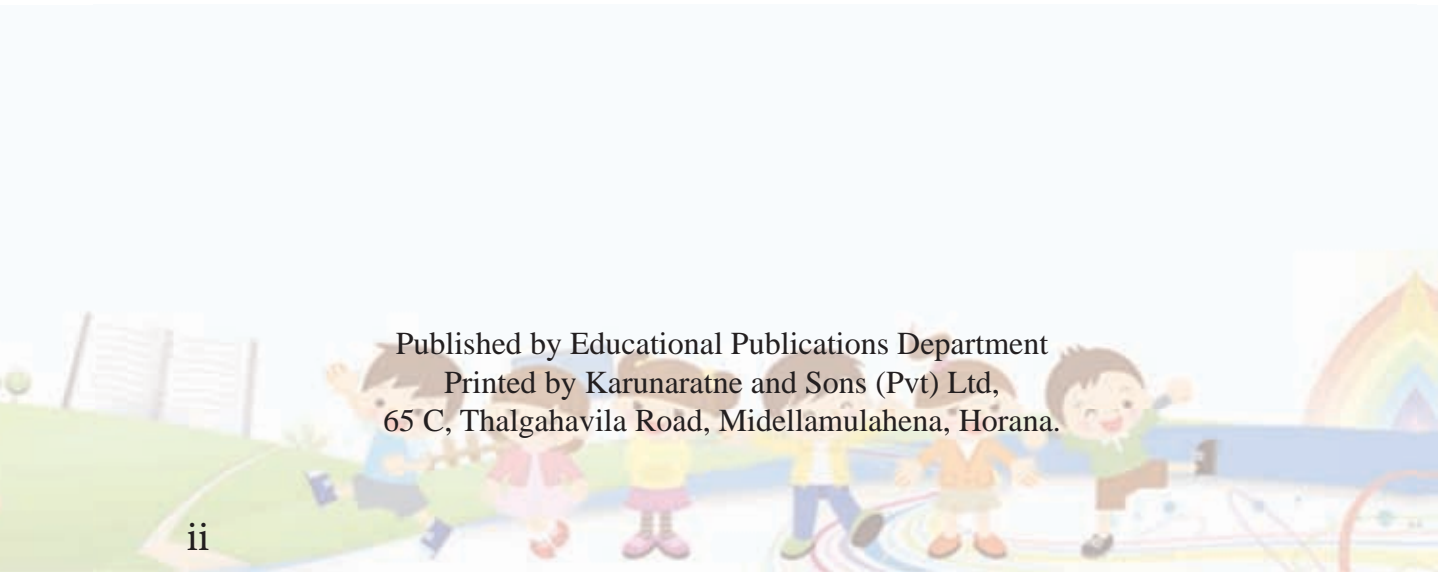 Published by Educational Publications Department
Printed by Karunaratne and Sons (Pvt) Ltd,
65 C, Thalgahavila Road, Midellamulahena, Horana.
ii